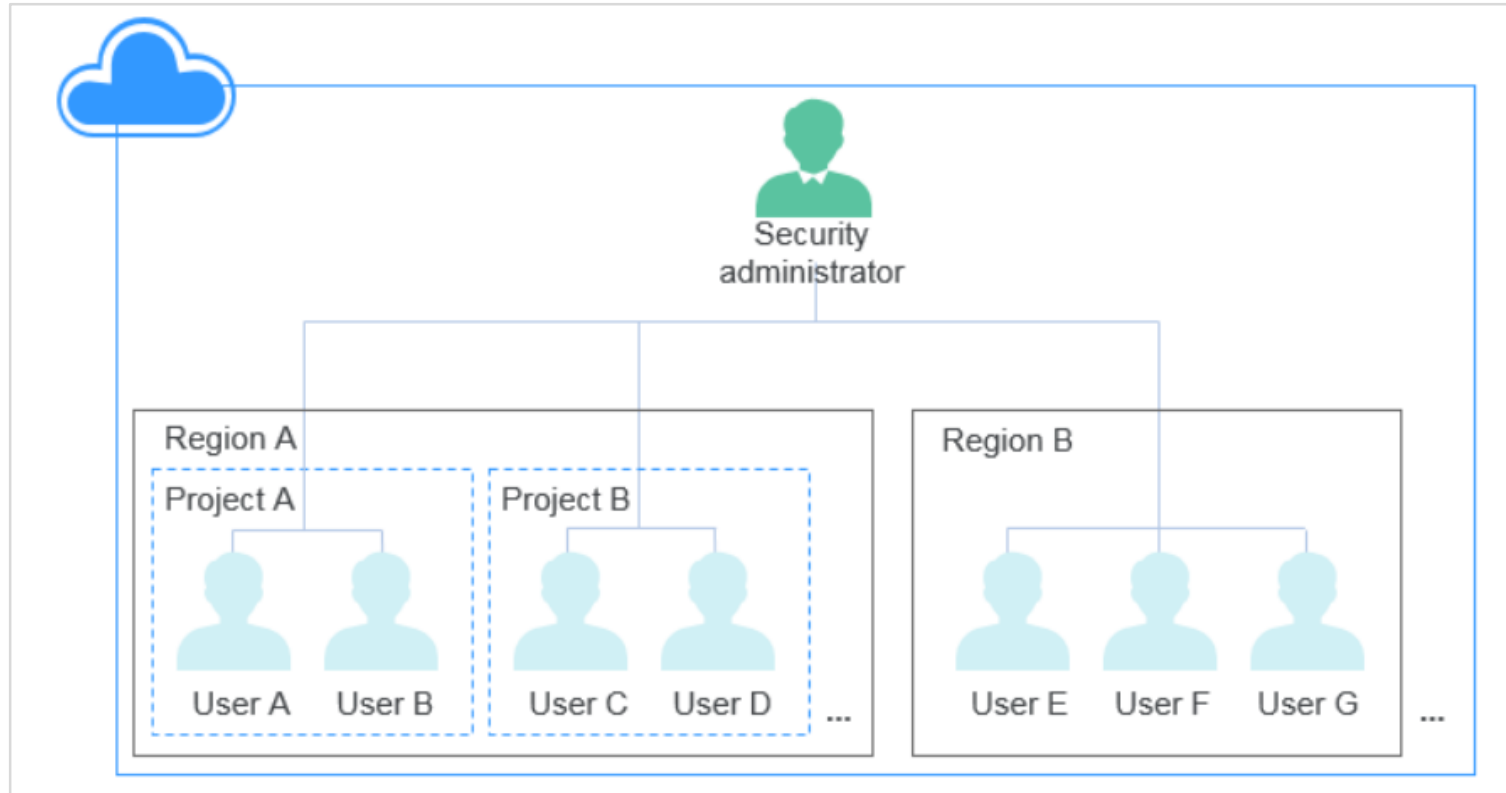 Security
administrator
Region A
Project A
User A
User B
Project B
User C
User D
...
Region B
User E
User F
User G
...